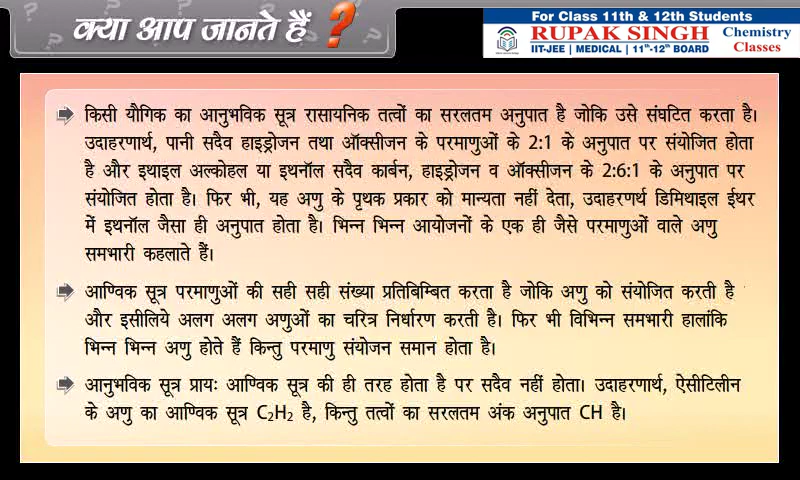 क्या आप जानते हैं ?
For Class 11th & 12th Students
RUPAK SINGH Chemistry Classes
IIT-JEE | MEDICAL | 11th-12th BOARD
किसी यौगिक का आनुभविक सूत्र रासायनिक तत्वों का सरलतम अनुपात है जोकि उसे संघटित करता है।
उदाहरणार्थ, पानी सदैव हाइड्रोजन तथा ऑक्सीजन के परमाणुओं के 2:1 के अनुपात पर संयोजित होता
है और इथाइल अल्कोहल या इथनॉल सदैव कार्बन, हाइड्रोजन व ऑक्सीजन के 2:6:1 के अनुपात पर
संयोजित होता है। फिर भी, यह अणु के पृथक प्रकार को मान्यता नहीं देता, उदाहरणर्थ डिमिथाइल ईथर
में इथनॉल जैसा ही अनुपात होता है। भिन्न भिन्न आयोजनों के एक ही जैसे परमाणुओं वाले अणु
समभारी कहलाते हैं।
आण्विक सूत्र परमाणुओं की सही सही संख्या प्रतिबिम्बित करता है जोकि अणु को संयोजित करती है
और इसीलिये अलग अलग अणुओं का चरित्र निर्धारण करती है। फिर भी विभिन्न समभारी हालांकि
भिन्न भिन्न अणु होते हैं किन्तु परमाणु संयोजन समान होता है।
आनुभविक सूत्र प्रायः आण्विक सूत्र की ही तरह होता है पर सदैव नहीं होता। उदाहरणार्थ, ऐसीटिलीन
के अणु का आण्विक सूत्र C₂H₂ है, किन्तु तत्वों का सरलतम अंक अनुपात CH है।